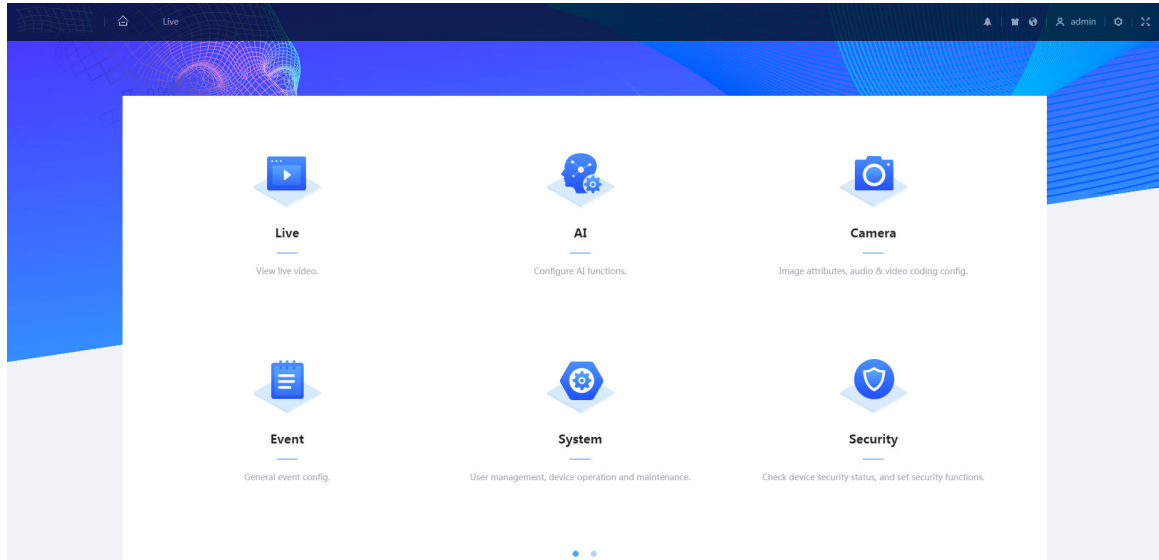 Live
admin
Live
AI
Camera
View live video.
Configure AI functions.
Image attributes, audio & video coding config.
Event
System
Security
General event config.
User management, device operation and maintenance.
Check device security status, and set security functions.